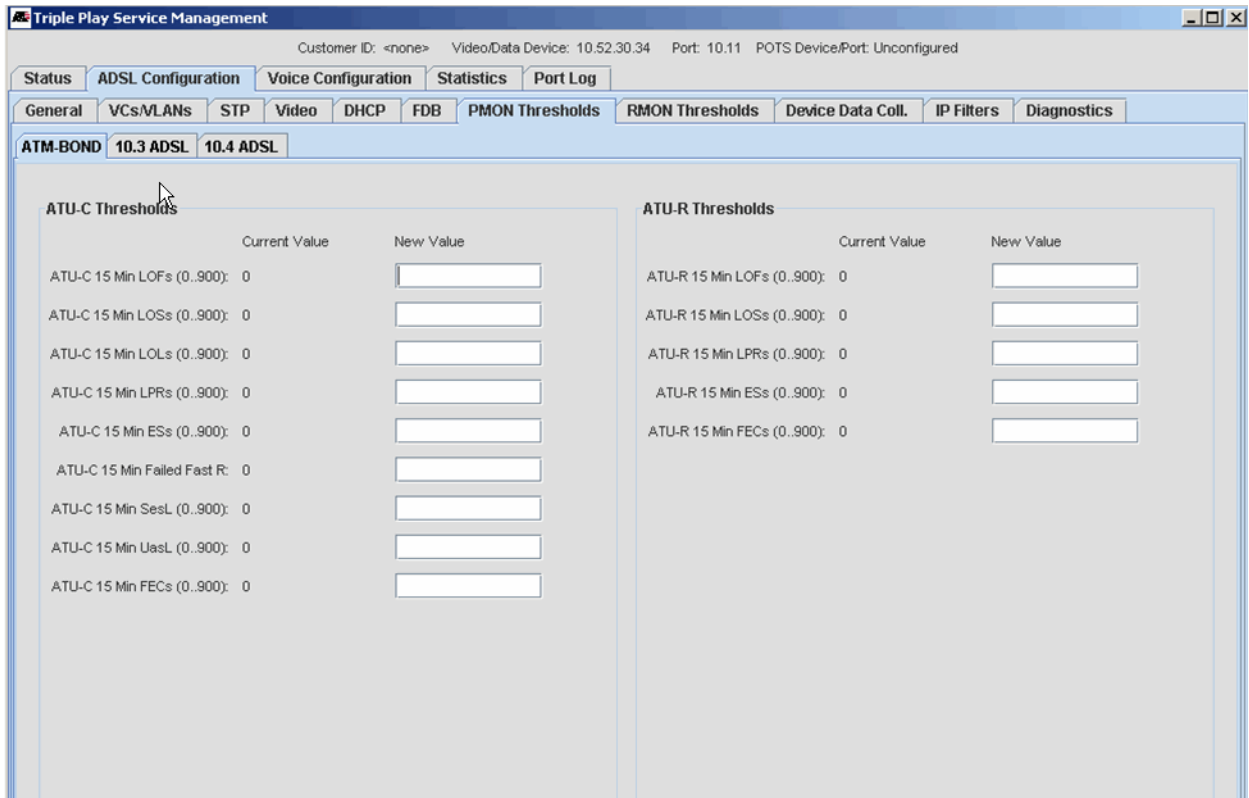 Triple Play Service Management
Customer ID: <none> Video/Data Device: 10.52.30.34 Port: 10.11 POTS Device/Port: Unconfigured
Status ADSL Configuration Voice Configuration Statistics Port Log
General VCs/VLANs STP Video DHCP FDB PMON Thresholds RMON Thresholds Device Data Coll. IP Filters Diagnostics
ATM-BOND 10.3 ADSL 10.4 ADSL
ATU-C Thresholds
Current Value New Value
ATU-C 15 Min LOFs (0..900): 0
ATU-C 15 Min LOSs (0..900): 0
ATU-C 15 Min LOLs (0..900): 0
ATU-C 15 Min LPRs (0..900): 0
ATU-C 15 Min ESs (0..900): 0
ATU-C 15 Min Failed Fast R: 0
ATU-C 15 Min SesL (0..900): 0
ATU-C 15 Min UasL (0..900): 0
ATU-C 15 Min FECs (0..900): 0
ATU-R Thresholds
Current Value New Value
ATU-R 15 Min LOFs (0..900): 0
ATU-R 15 Min LOSs (0..900): 0
ATU-R 15 Min LPRs (0..900): 0
ATU-R 15 Min ESs (0..900): 0
ATU-R 15 Min FECs (0..900): 0